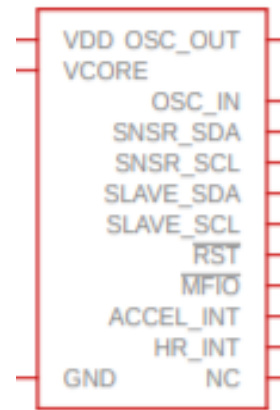 VDD OSC_OUT
VCORE
OSC_IN
SNSR_SDA
SNSR_SCL
SLAVE_SDA
SLAVE_SCL
RST
MFIO
ACCEL_INT
HR_INT
GND NC